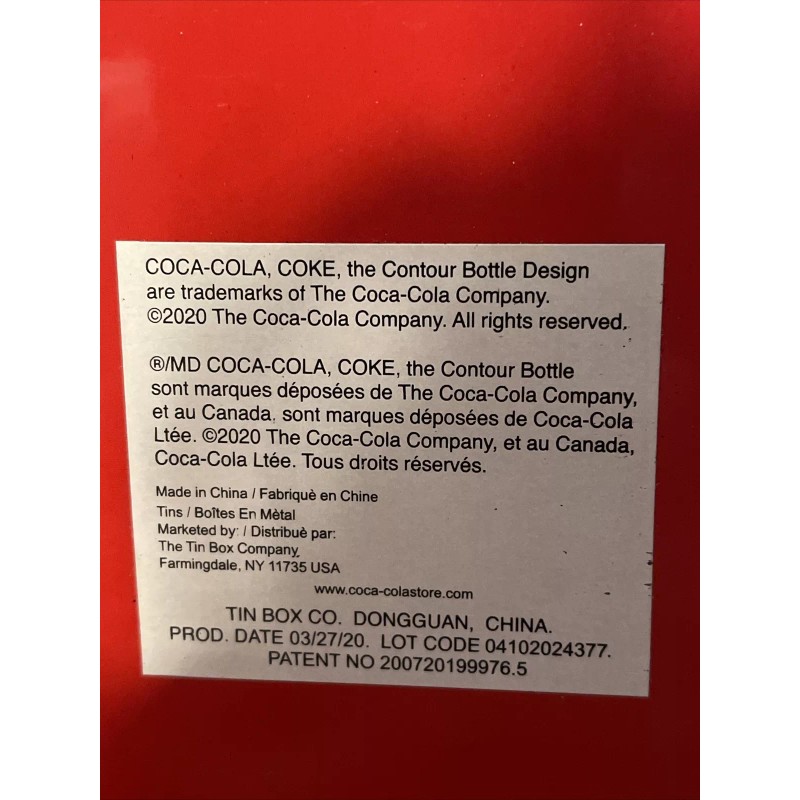 COCA-COLA, COKE, the Contour Bottle Design
are trademarks of The Coca-Cola Company.
©2020 The Coca-Cola Company. All rights reserved.
®/MD COCA-COLA, COKE, the Contour Bottle
sont marques déposées de The Coca-Cola Company,
et au Canada, sont marques déposées de Coca-Cola
Ltée. ©2020 The Coca-Cola Company, et au Canada,
Coca-Cola Ltée. Tous droits réservés.
Made in China / Fabriquè en Chine
Tins / Boîtes En Mètal
Marketed by: / Distribuè par:
The Tin Box Company
Farmingdale, NY 11735 USA
www.coca-colastore.com
TIN BOX CO. DONGGUAN, CHINA.
PROD. DATE 03/27/20. LOT CODE 04102024377.
PATENT NO 200720199976.5